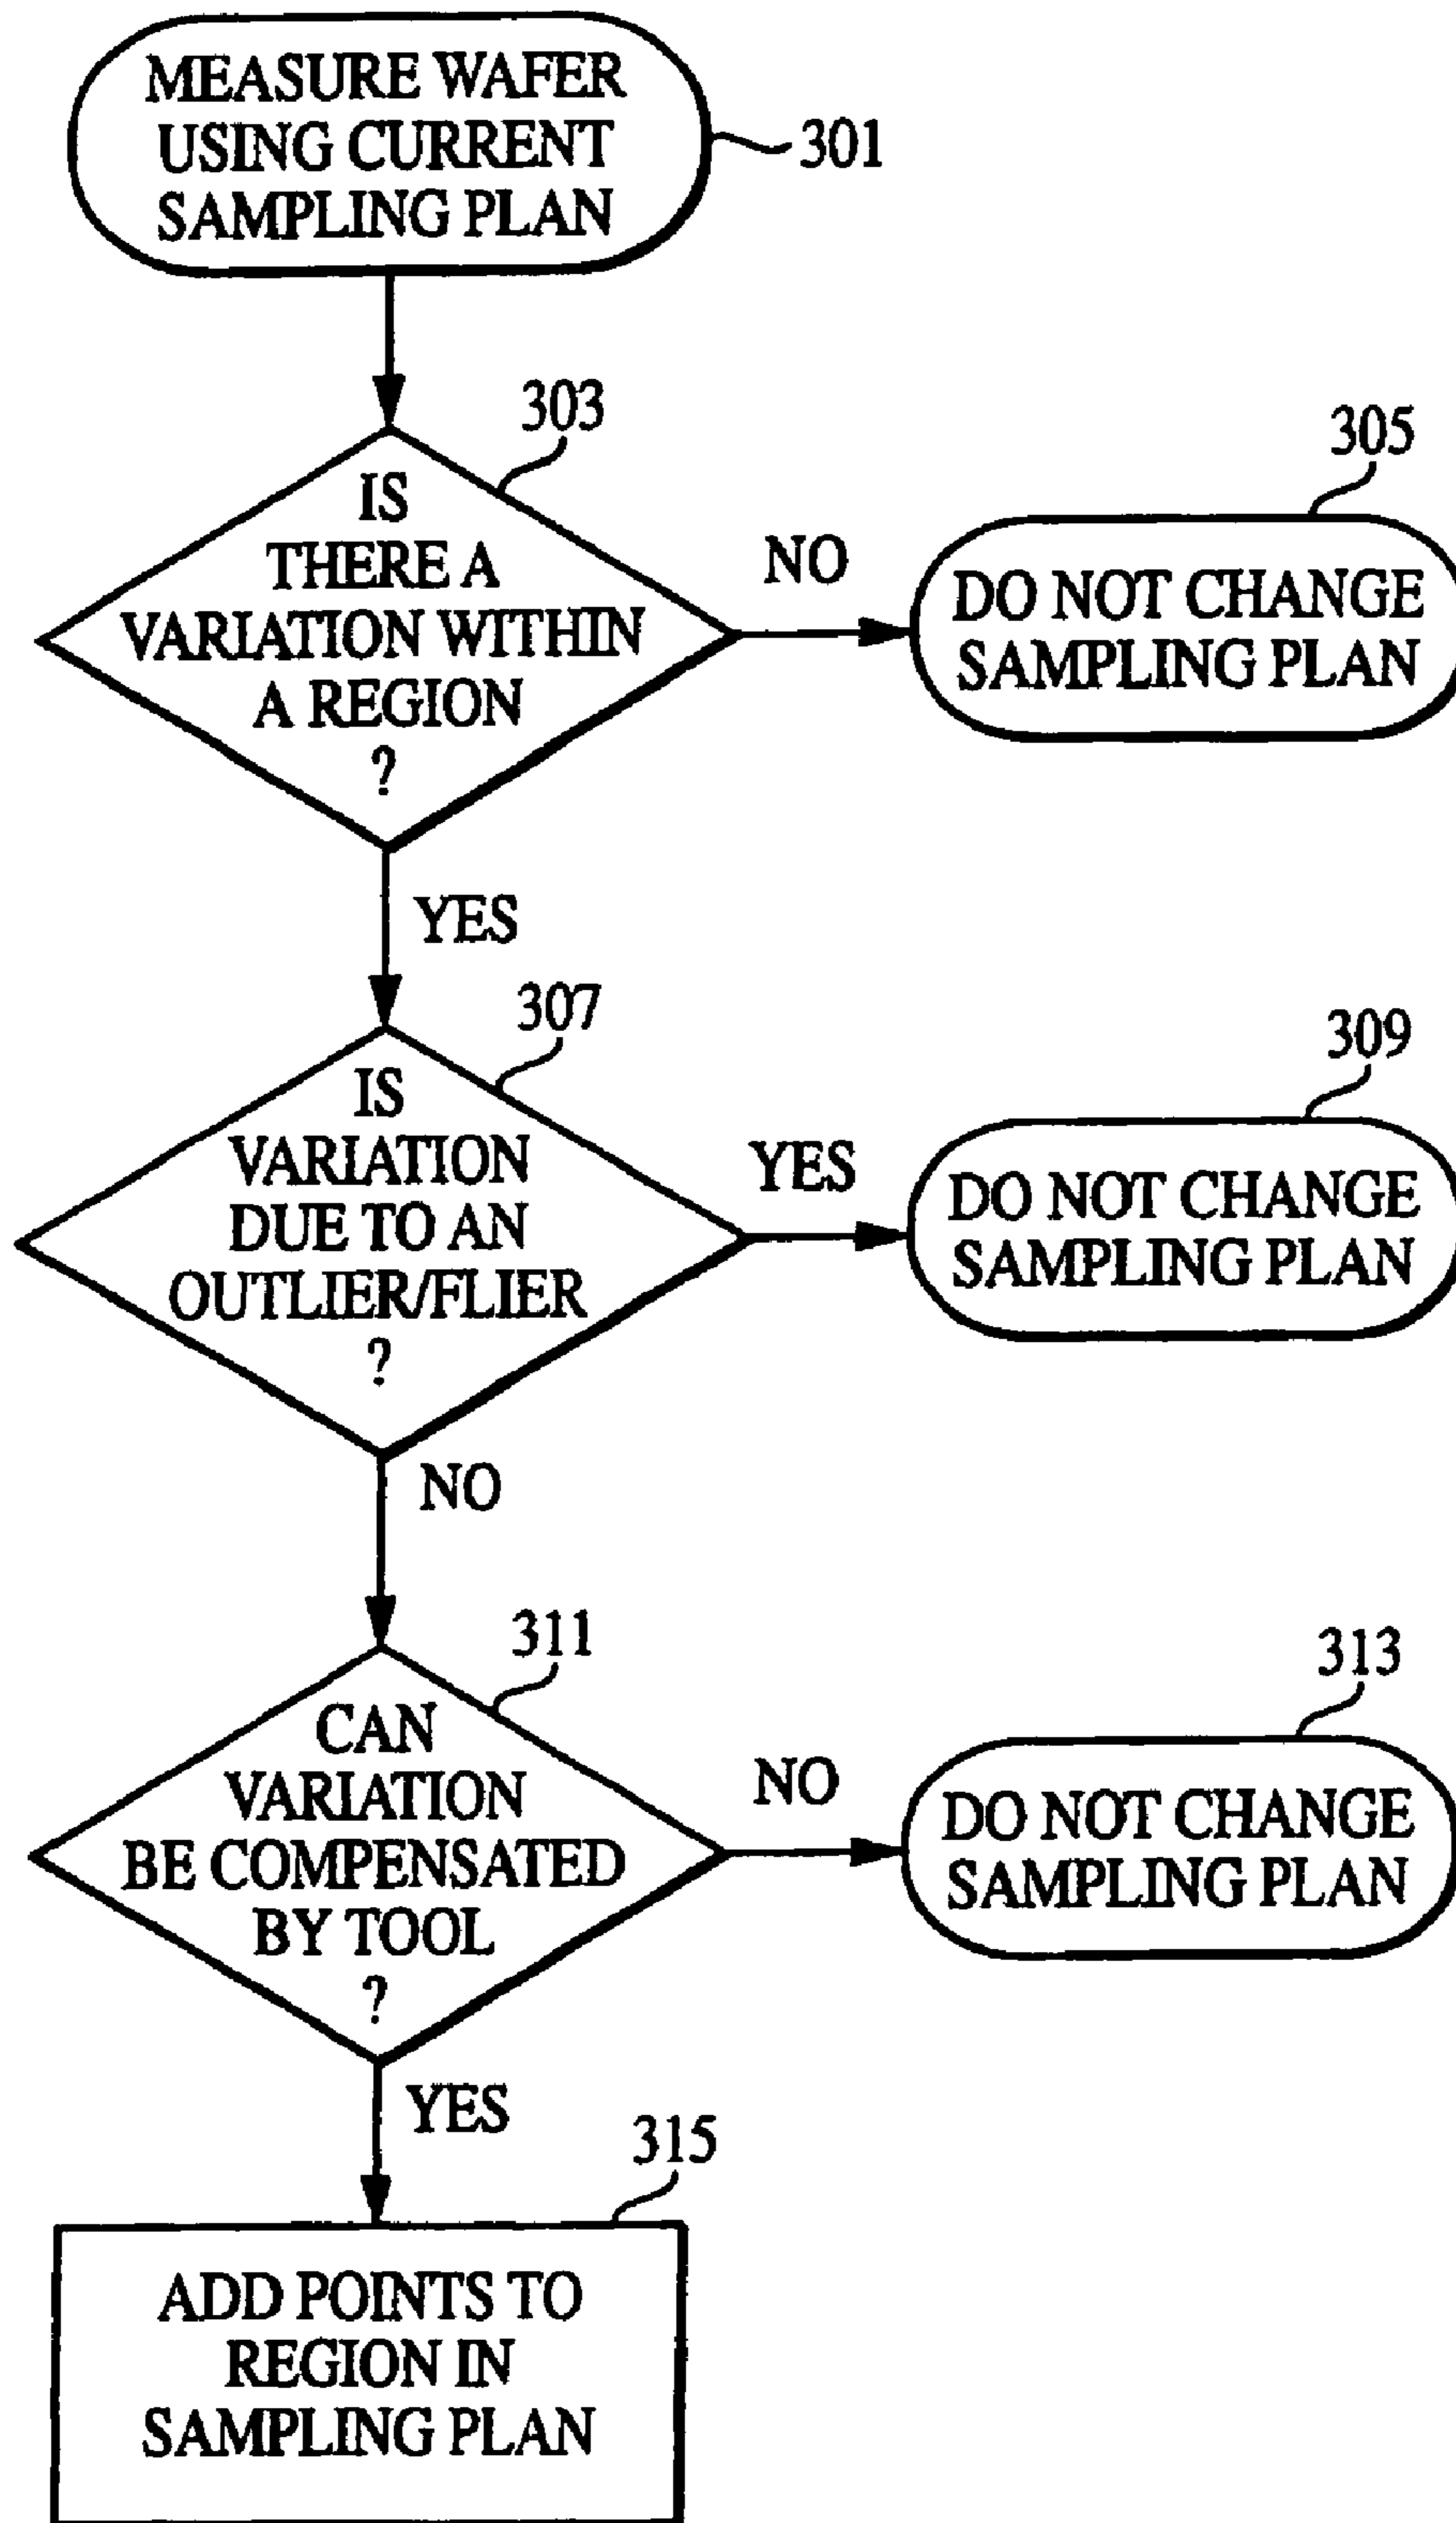 MEASURE WAFER
USING CURRENT
SAMPLING PLAN
301
303
IS
THERE A
VARIATION WITHIN
A REGION
?
NO
305
DO NOT CHANGE
SAMPLING PLAN
YES
307
IS
VARIATION
DUE TO AN
OUTLIER/FLIER
?
YES
309
DO NOT CHANGE
SAMPLING PLAN
NO
311
CAN
VARIATION
BE COMPENSATED
BY TOOL
?
NO
313
DO NOT CHANGE
SAMPLING PLAN
YES
315
ADD POINTS TO
REGION IN
SAMPLING PLAN